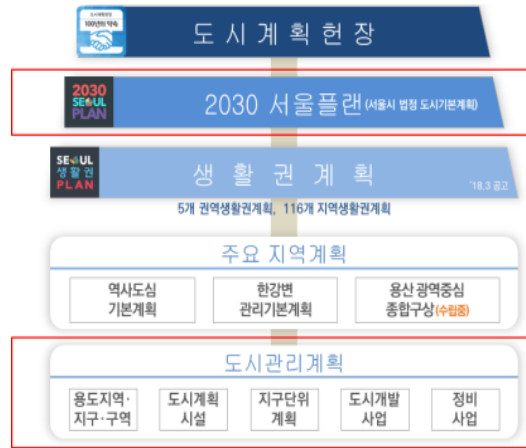 도시계획헌장
100년의 약속
도시계획헌장
2030
SEOUL
PLAN
2030 서울플랜(서울시 법정 도시기본계획)
SEOUL
생활권
PLAN
생활권계획
'18.3 공고
5개 권역생활권계획, 116개 지역생활권계획
주요 지역계획
역사도심
기본계획
한강변
관리기본계획
용산 광역중심
종합구상(수립중)
도시관리계획
용도지역·
지구·구역
도시계획
시설
지구단위
계획
도시개발
사업
정비
사업